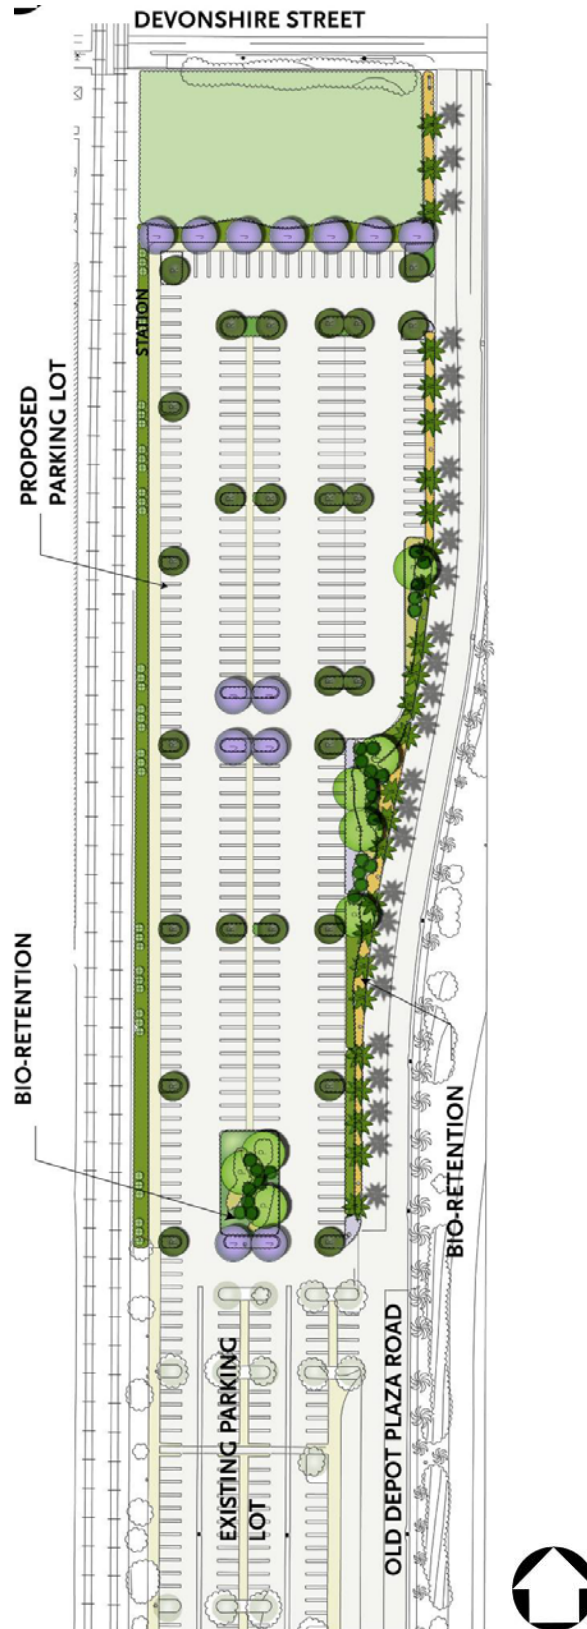 DEVONSHIRE STREET
STATION
PROPOSED
PARKING LOT
BIO-RETENTION
BIO-RETENTION
EXISTING PARKING
LOT
OLD DEPOT PLAZA ROAD